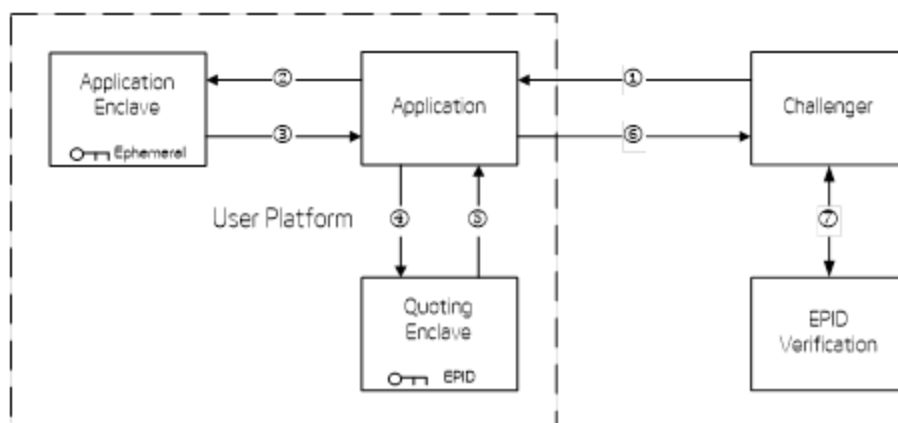 Application
Enclave
Ephemeral
②
③
Application
①
⑥
Challenger
User Platform
④
⑤
⑦
Quoting
Enclave
EPID
EPID
Verification